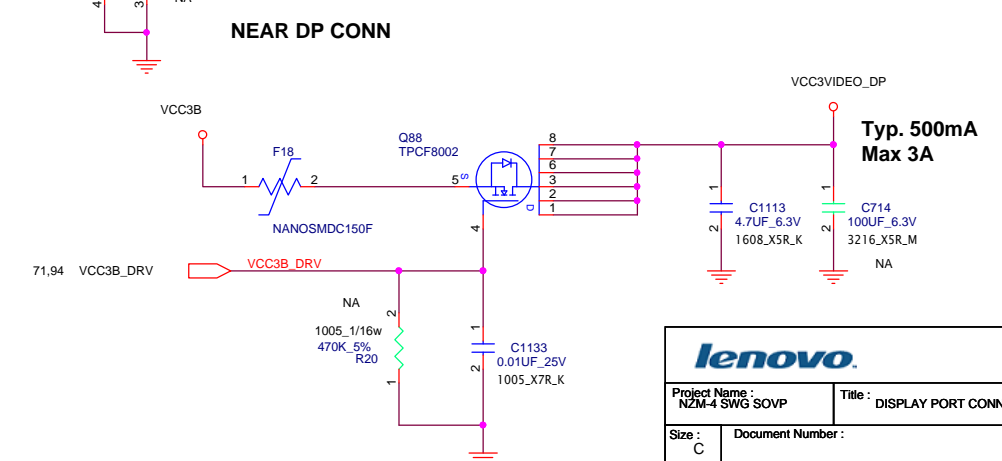 4
3
NEAR DP CONN
VCC3B
F18
1
2
NANOSMDC150F
Q88
TPCF8002
5
S
D
4
8
7
6
3
2
1
VCC3VIDEO_DP
Typ. 500mA
Max 3A
1
C1113
4.7UF_6.3V
2
1608_X5R_K
1
C714
100UF_6.3V
2
3216_X5R_M
NA
71,94 VCC3B_DRV
VCC3B_DRV
NA
2
1005_1/16w
470K_5%
R20
1
1
C1133
0.01UF_25V
2
1005_X7R_K
lenovo.
Project Name :
NZM-4 SWG SOVP
Title :
DISPLAY PORT CONN
Size :
C
Document Number :